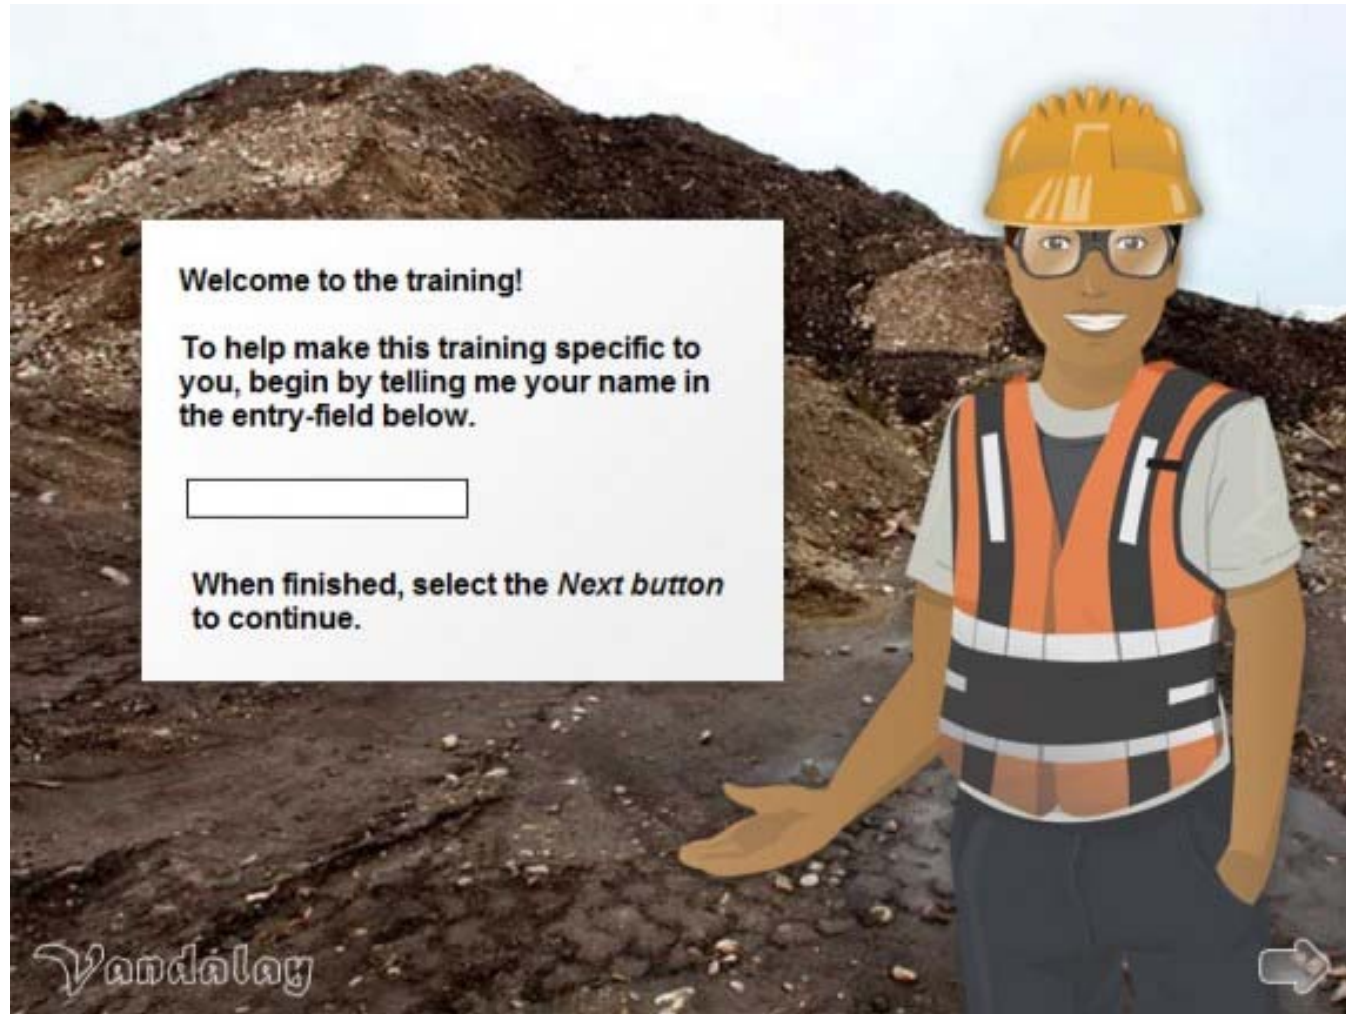 Welcome to the training!
To help make this training specific to
you, begin by telling me your name in
the entry-field below.
When finished, select the Next button
to continue.
Vandalay